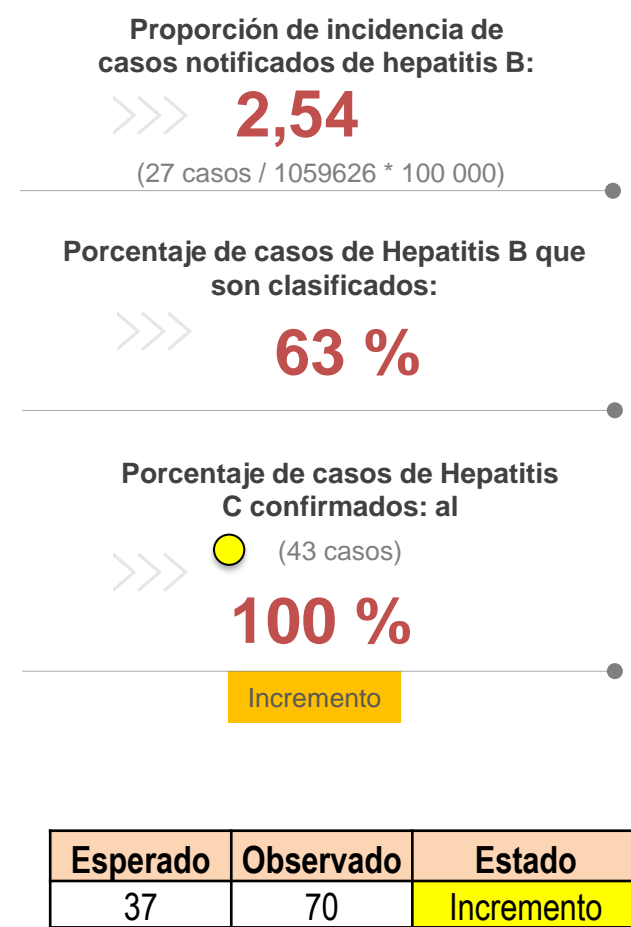 Proporción de incidencia de
casos notificados de hepatitis B:
2,54
(27 casos / 1059626 * 100 000)
Porcentaje de casos de Hepatitis B que
son clasificados:
63 %
Porcentaje de casos de Hepatitis
C confirmados: al
(43 casos)
100 %
Incremento
Esperado Observado Estado
37 70 Incremento